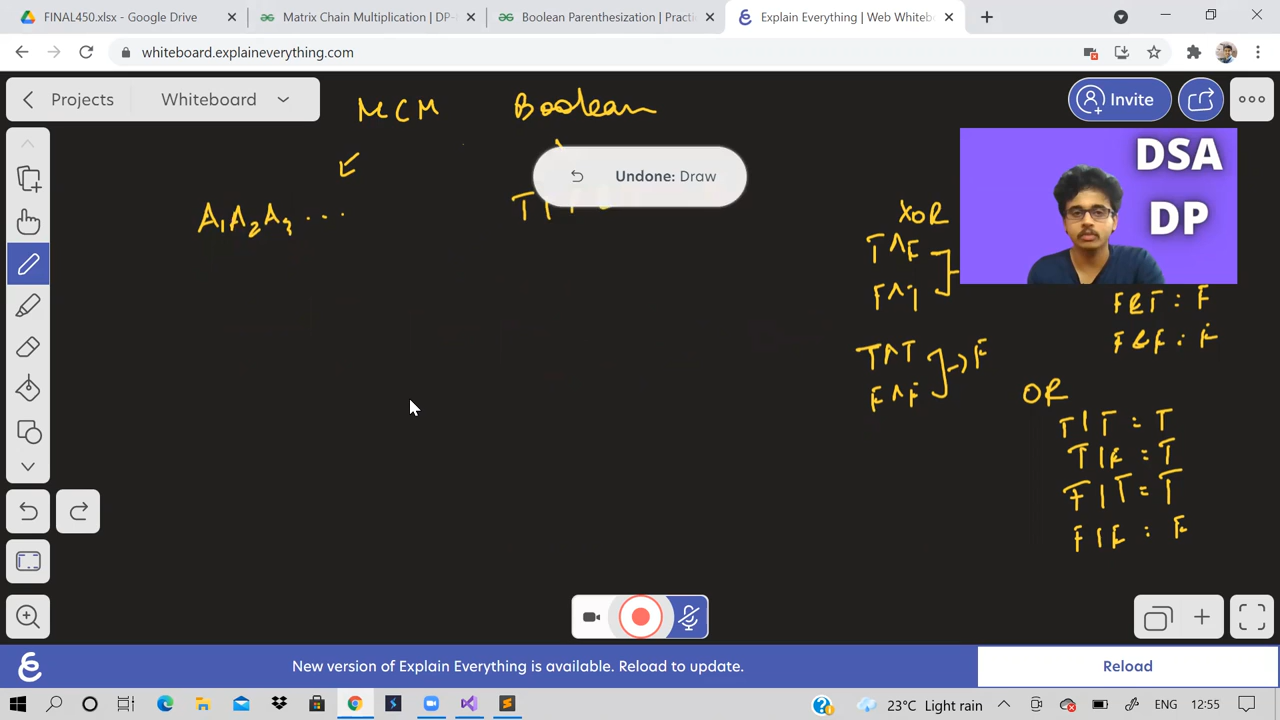 FINAL450.xlsx - Google Drive
Matrix Chain Multiplication | DP-
Boolean Parenthesization | Practi
Explain Everything | Web Whitebo
whiteboard.explaineverything.com
Projects
Whiteboard
Invite
MCM
Boolean
Undone: Draw
A1A2A3 ...
T|
XOR
T^F
F^T
T^T
F^F
→F
DSA
DP
F&T : F
F&F : F
OR
T|T = T
T|F = T
F|T = T
F|F : F
New version of Explain Everything is available. Reload to update.
Reload
23°C Light rain
ENG
12:55